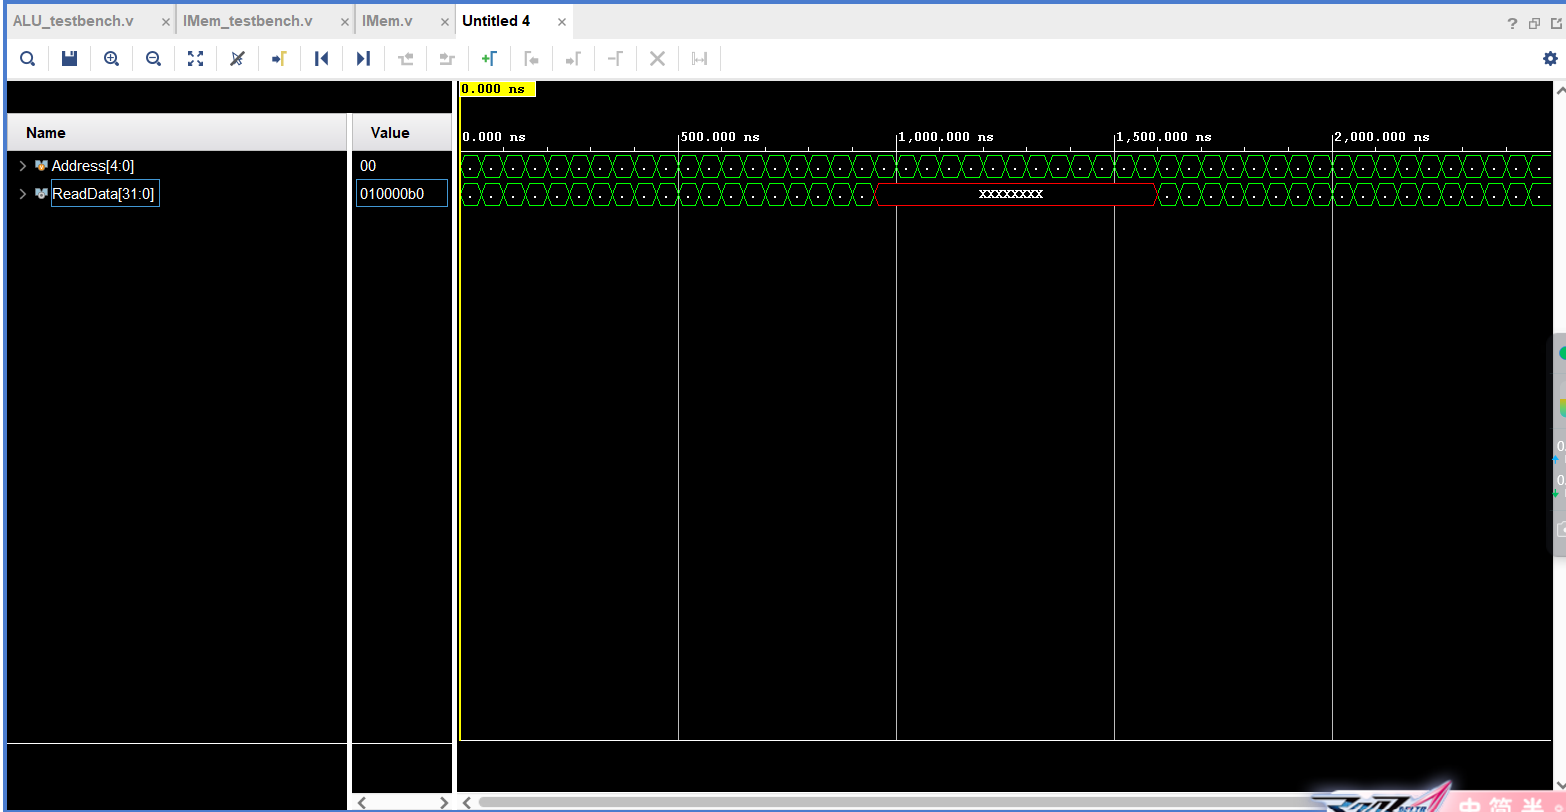 ALU_testbench.v IMem_testbench.v IMem.v Untitled 4
0.000 ns
Name Value
0.000 ns 500.000 ns 1,000.000 ns 1,500.000 ns 2,000.000 ns
Address[4:0] 00
ReadData[31:0] 010000b0 XXXXXXXX
中 简 半